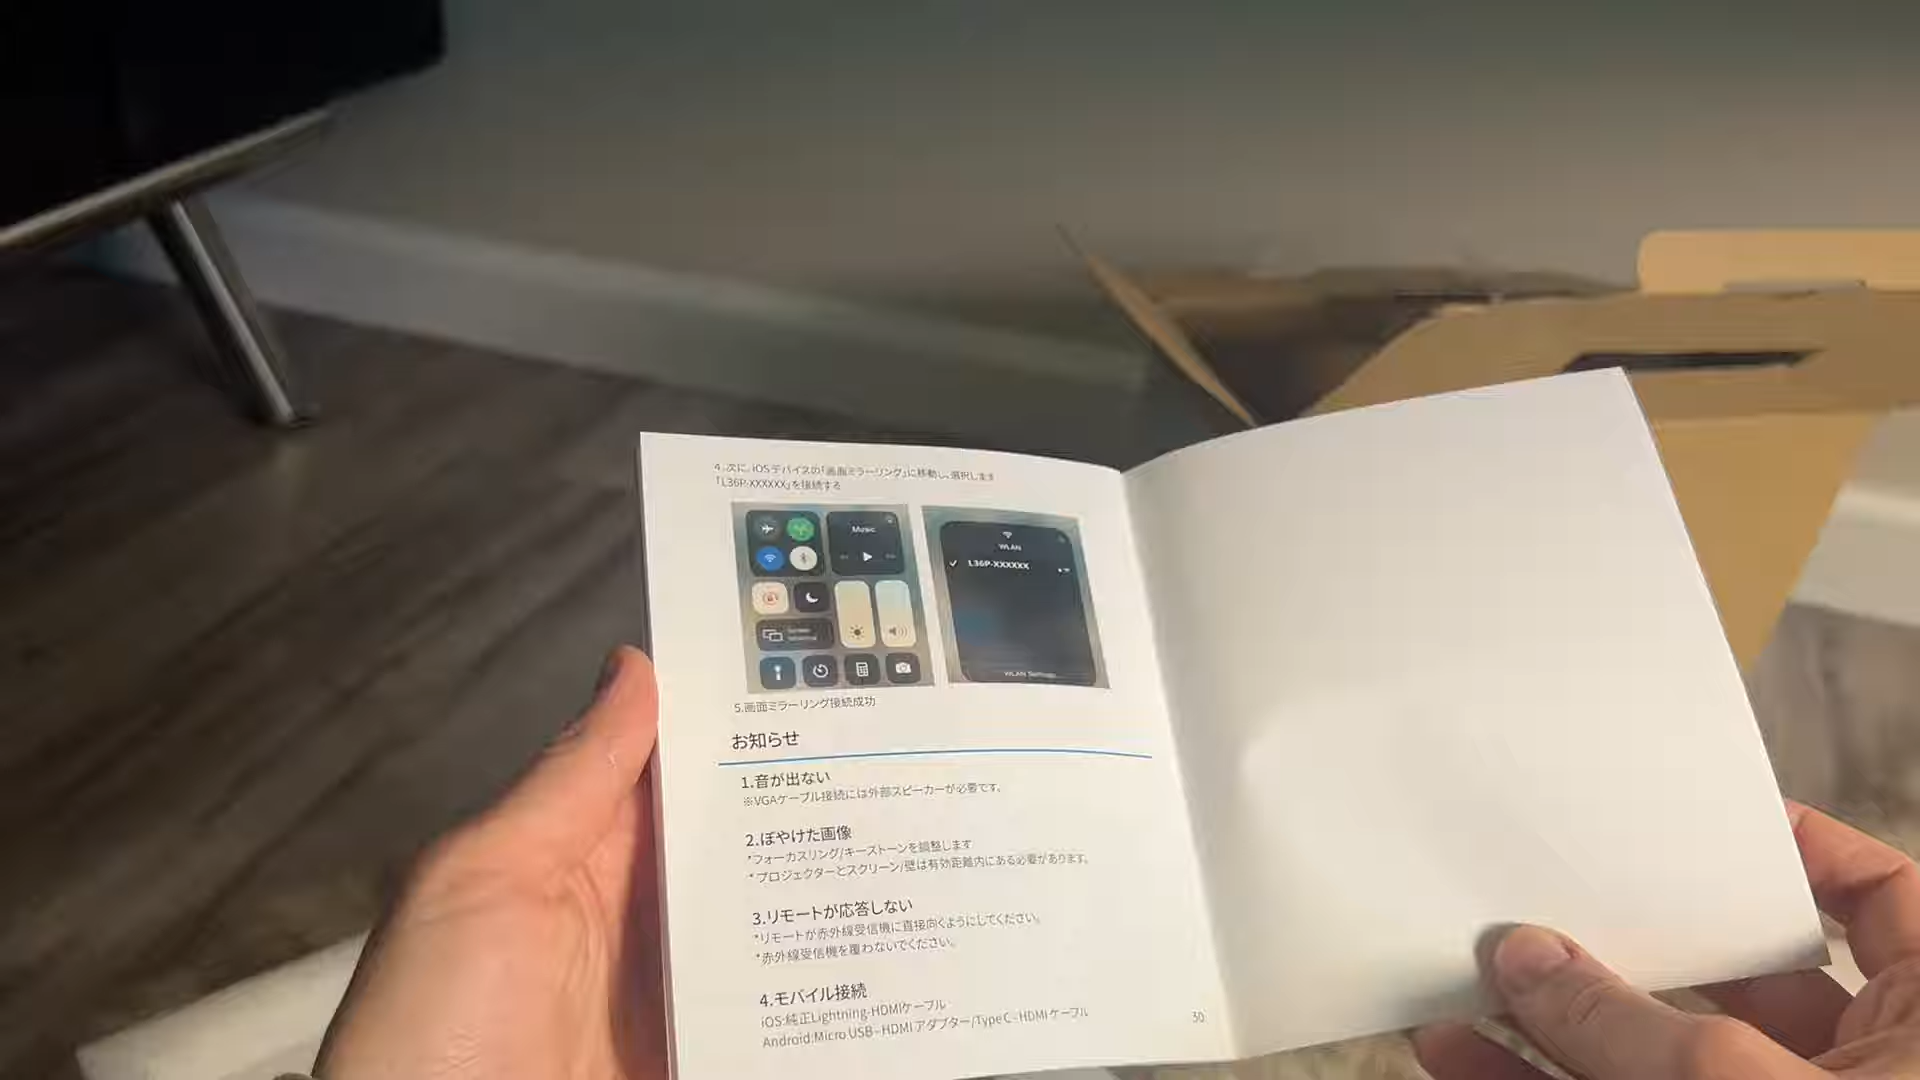 4.次に、iOSデバイスの「画面ミラーリング」に移動し、選択します
「L36P-XXXXXX」を接続する
Music
WLAN
L36P-XXXXXX
Screen
WLAN Settings
5.画面ミラーリング接続成功
お知らせ
1.音が出ない
※VGAケーブル接続には外部スピーカーが必要です。
2.ぼやけた画像
*フォーカスリング/キーストーンを調整します
*プロジェクターとスクリーン/壁は有効距離内にある必要があります。
3.リモートが応答しない
*リモートが赤外線受信機に直接向くようにしてください。
*赤外線受信機を覆わないでください。
4.モバイル接続
iOS:純正Lightning-HDMIケーブル
Android:Micro USB-HDMIアダプター/Type C-HDMIケーブル
30